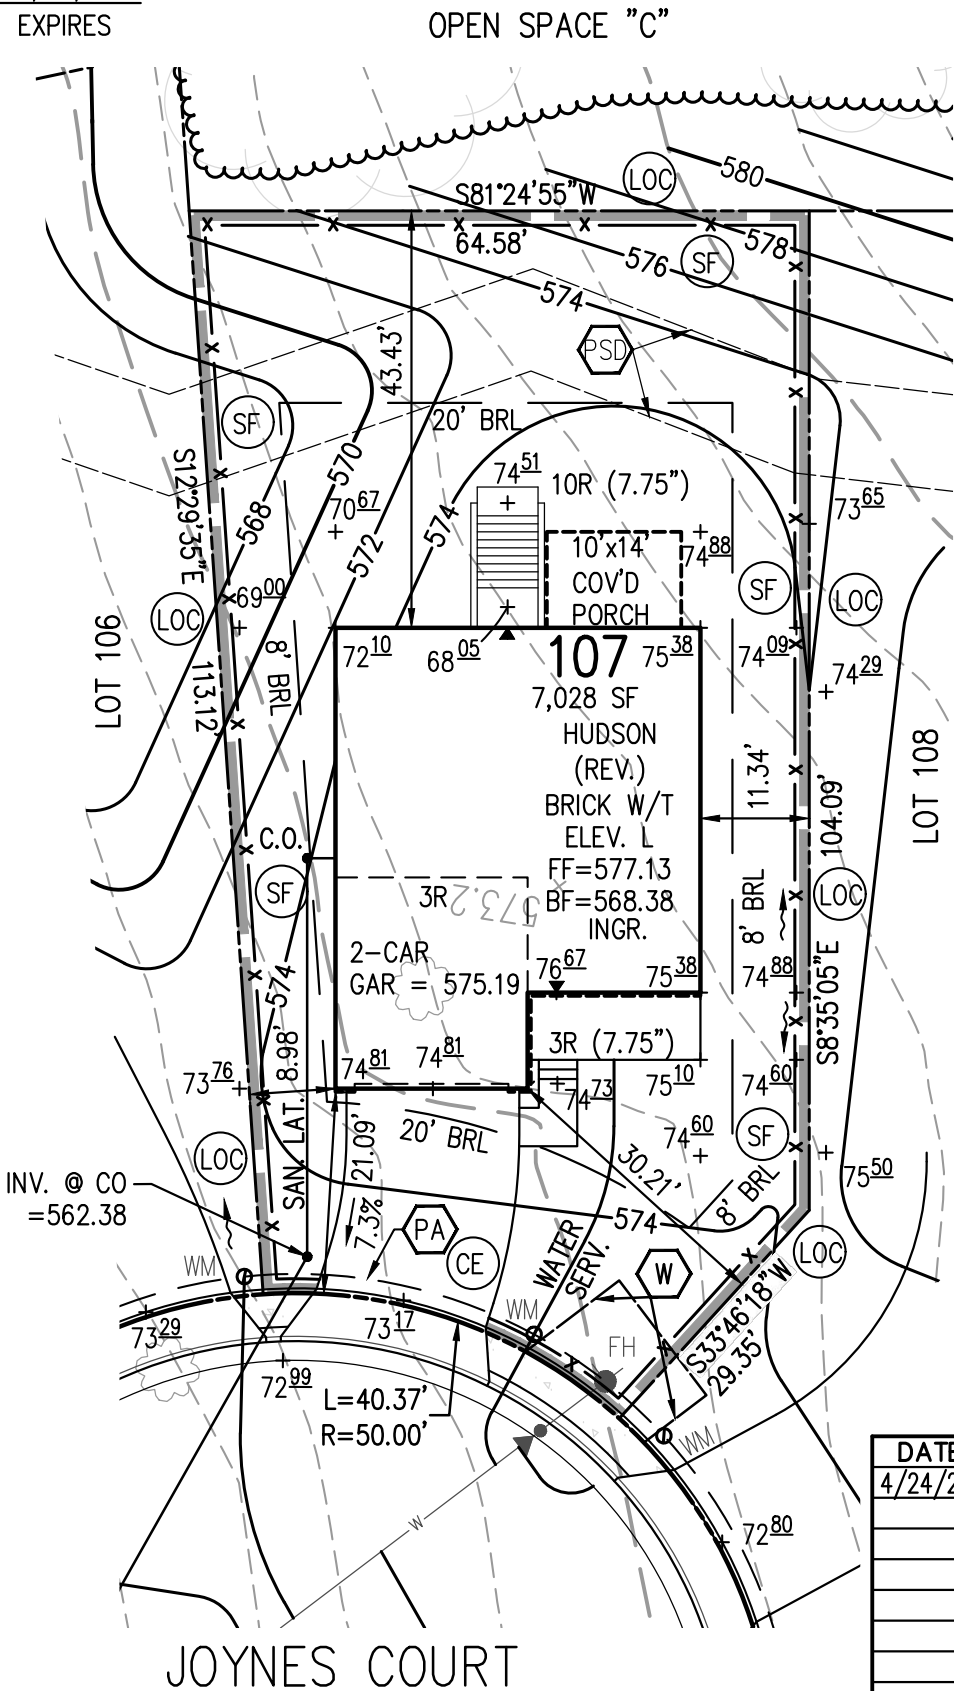 EXPIRES
OPEN SPACE "C"
LOC
580
S81°24'55"W
64.58'
578
576
SF
574
43.43'
PSD
20' BRL
SF
S12°29'35"E
113.12'
570
568
572
574
74 51
10R (7.75")
70 67
73 65
10'x14'
COV'D
PORCH
74 88
SF
LOC
69 00
LOC
LOT 106
8' BRL
72 10
68 05
107
75 38
74 09
74 29
7,028 SF
HUDSON
(REV.)
BRICK W/T
ELEV. L
FF=577.13
BF=568.38
INGR.
11.34'
LOT 108
104.09'
S8°35'05"E
C.O.
SF
3R
573.2
8' BRL
LOC
2-CAR
GAR = 575.19
76 67
75 38
74 88
574
3R (7.75")
73 76
74 81
74 81
74 73
75 10
74 60
SAN. LAT. 8.98'
21.09'
20' BRL
74 60
SF
LOC
30.21'
75 50
INV. @ CO
=562.38
7.3%
PA
574
8' BRL
CE
WATER
SERV.
W
LOC
WM
WM
FH
S33°46'18"W
29.35'
73 29
73 17
72 99
L=40.37'
R=50.00'
WM
DATE
4/24/2
W
72 80
JOYNES COURT